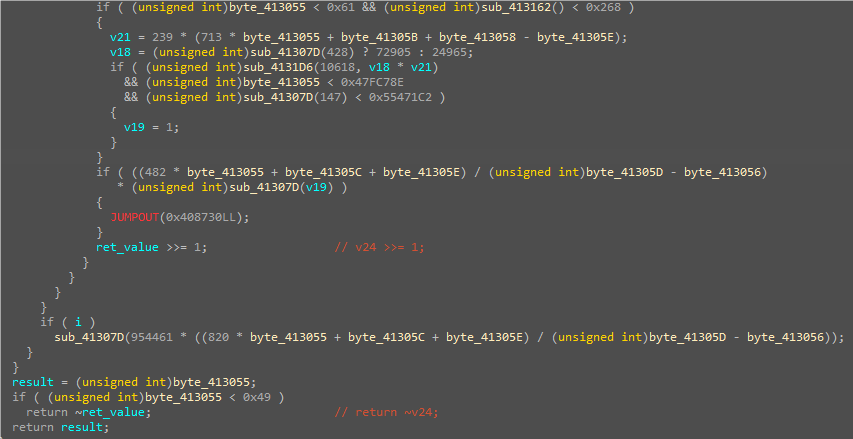 if ( (unsigned int)byte_413055 < 0x61 && (unsigned int)sub_413162() < 0x268 )
{
v21 = 239 * (713 * byte_413055 + byte_41305B + byte_413058 - byte_41305E);
v18 = (unsigned int)sub_41307D(428) ? 72905 : 24965;
if ( (unsigned int)sub_4131D6(10618, v18 * v21)
&& (unsigned int)byte_413055 < 0x47FC78E
&& (unsigned int)sub_41307D(147) < 0x55471C2 )
{
v19 = 1;
}
}
if ( ((482 * byte_413055 + byte_41305C + byte_41305E) / (unsigned int)byte_41305D - byte_413056)
* (unsigned int)sub_41307D(v19) )
{
JUMPOUT(0x408730LL);
}
ret_value >>= 1; // v24 >>= 1;
}
}
}
}
if ( i )
sub_41307D(954461 * ((820 * byte_413055 + byte_41305C + byte_41305E) / (unsigned int)byte_41305D - byte_413056));
}
}
result = (unsigned int)byte_413055;
if ( (unsigned int)byte_413055 < 0x49 )
return ~ret_value; // return ~v24;
return result;